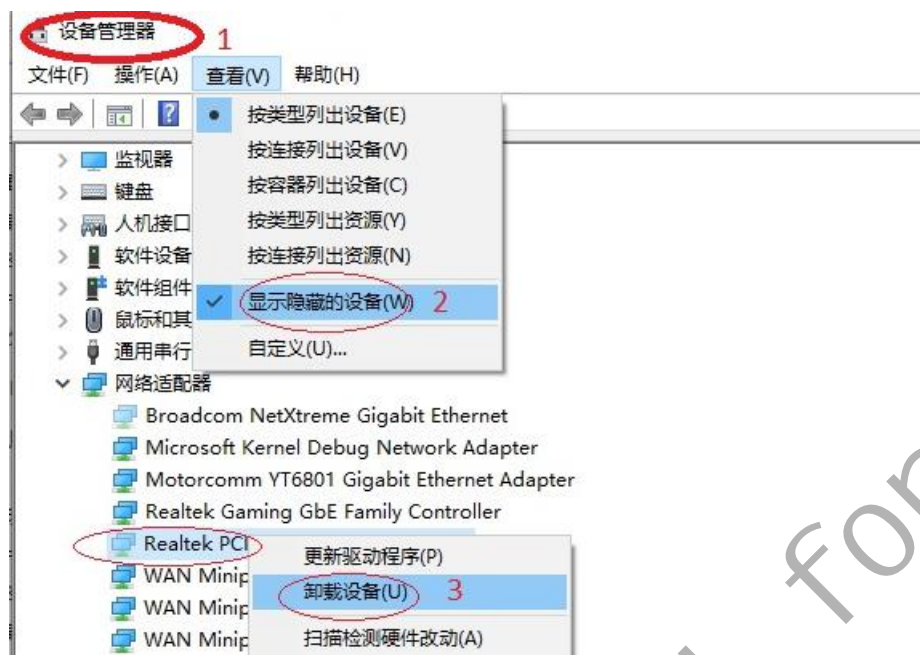 设备管理器
1
文件(F) 操作(A) 查看(V) 帮助(H)
按类型列出设备(E)
按连接列出设备(V)
按容器列出设备(C)
按类型列出资源(Y)
按连接列出资源(N)
显示隐藏的设备(W) 2
自定义(U)...
监视器
键盘
人机接口
软件设备
软件组件
鼠标和其
通用串行
网络适配器
Broadcom NetXtreme Gigabit Ethernet
Microsoft Kernel Debug Network Adapter
Motorcomm YT6801 Gigabit Ethernet Adapter
Realtek Gaming GbE Family Controller
Realtek PCI
WAN Minip
WAN Minip
WAN Minip
更新驱动程序(P)
卸载设备(U) 3
扫描检测硬件改动(A)
for